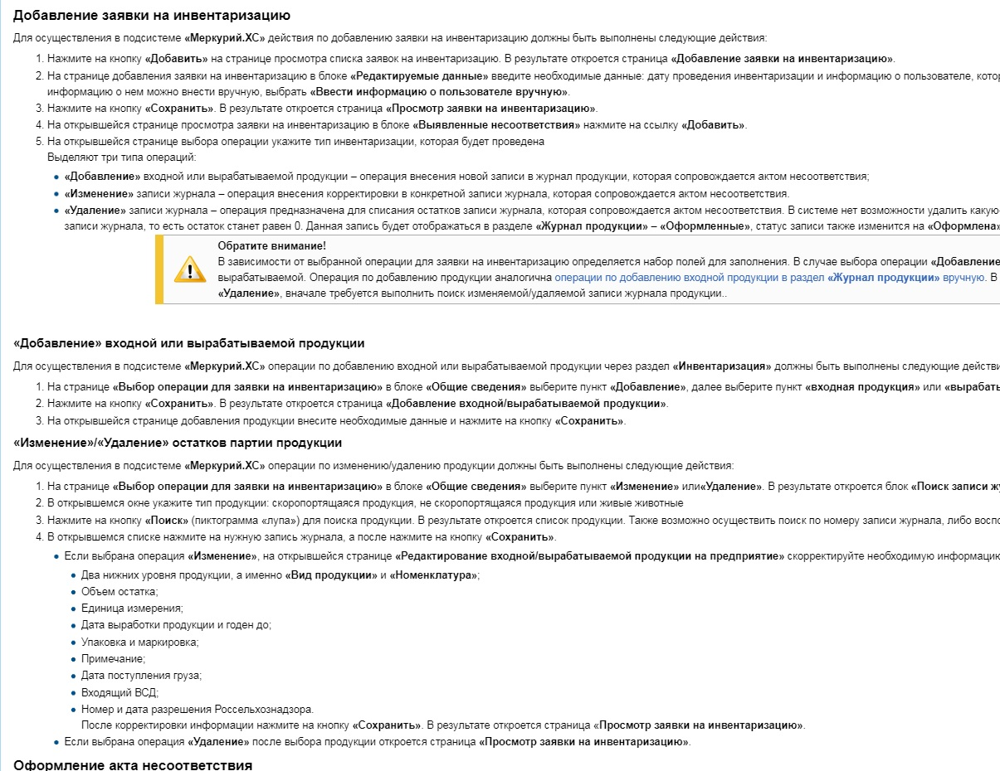 Добавление заявки на инвентаризацию
Для осуществления в подсистеме «Меркурий.ХС» действия по добавлению заявки на инвентаризацию должны быть выполнены следующие действия:
1. Нажмите на кнопку «Добавить» на странице просмотра списка заявок на инвентаризацию. В результате откроется страница «Добавление заявки на инвентаризацию».
2. На странице добавления заявки на инвентаризацию в блоке «Редактируемые данные» введите необходимые данные: дату проведения инвентаризации и информацию о пользователе,
информацию о нем можно внести вручную, выбрать «Ввести информацию о пользователе вручную».
3. Нажмите на кнопку «Сохранить». В результате откроется страница «Просмотр заявки на инвентаризацию».
4. На открывшейся странице просмотра заявки на инвентаризацию в блоке «Выявленные несоответствия» нажмите на ссылку «Добавить».
5. На открывшейся странице выбора операции укажите тип инвентаризации, которая будет проведена
Выделяют три типа операций:
• «Добавление» входной или вырабатываемой продукции – операция внесения новой записи в журнал продукции, которая сопровождается актом несоответствия;
• «Изменение» записи журнала – операция внесения корректировки в конкретной записи журнала, которая сопровождается актом несоответствия.
• «Удаление» записи журнала – операция предназначена для списания остатков записи журнала, которая сопровождается актом несоответствия. В системе нет возможности удалить какую-
записи журнала, то есть остаток станет равен 0. Данная запись будет отображаться в разделе «Журнал продукции» – «Оформленные», статус записи также изменится на «Оформлена»
Обратите внимание!
В зависимости от выбранной операции для заявки на инвентаризацию определяется набор полей для заполнения. В случае выбора операции «Добавление
вырабатываемой. Операция по добавлению продукции аналогична операции по добавлению входной продукции в раздел «Журнал продукции» вручную. В
«Удаление», вначале требуется выполнить поиск изменяемой/удаляемой записи журнала продукции..
«Добавление» входной или вырабатываемой продукции
Для осуществления в подсистеме «Меркурий.ХС» операции по добавлению входной или вырабатываемой продукции через раздел «Инвентаризация» должны быть выполнены следующие действи
1. На странице «Выбор операции для заявки на инвентаризацию» в блоке «Общие сведения» выберите пункт «Добавление», далее выберите пункт «входная продукция» или «вырабать
2. Нажмите на кнопку «Сохранить». В результате откроется страница «Добавление входной/вырабатываемой продукции».
3. На открывшейся странице добавления продукции внесите необходимые данные и нажмите на кнопку «Сохранить».
«Изменение»/«Удаление» остатков партии продукции
Для осуществления в подсистеме «Меркурий.ХС» операции по изменению/удалению продукции должны быть выполнены следующие действия:
1. На странице «Выбор операции для заявки на инвентаризацию» в блоке «Общие сведения» выберите пункт «Изменение» или«Удаление». В результате откроется блок «Поиск записи жу
2. В открывшемся окне укажите тип продукции: скоропортящаяся продукция, не скоропортящаяся продукция или живые животные
3. Нажмите на кнопку «Поиск» (пиктограмма «лупа») для поиска продукции. В результате откроется список продукции. Также возможно осуществить поиск по номеру записи журнала, либо воспо
4. В открывшемся списке нажмите на нужную запись журнала, а после нажмите на кнопку «Сохранить».
• Если выбрана операция «Изменение», на открывшейся странице «Редактирование входной/вырабатываемой продукции на предприятие» скорректируйте необходимую информацию
• Два нижних уровня продукции, а именно «Вид продукции» и «Номенклатура»;
• Объем остатка;
• Единица измерения;
• Дата выработки продукции и годен до;
• Упаковка и маркировка;
• Примечание;
• Дата поступления груза;
• Входящий ВСД;
• Номер и дата разрешения Россельхознадзора.
После корректировки информации нажмите на кнопку «Сохранить». В результате откроется страница «Просмотр заявки на инвентаризацию».
• Если выбрана операция «Удаление» после выбора продукции откроется страница «Просмотр заявки на инвентаризацию».
Оформление акта несоответствия